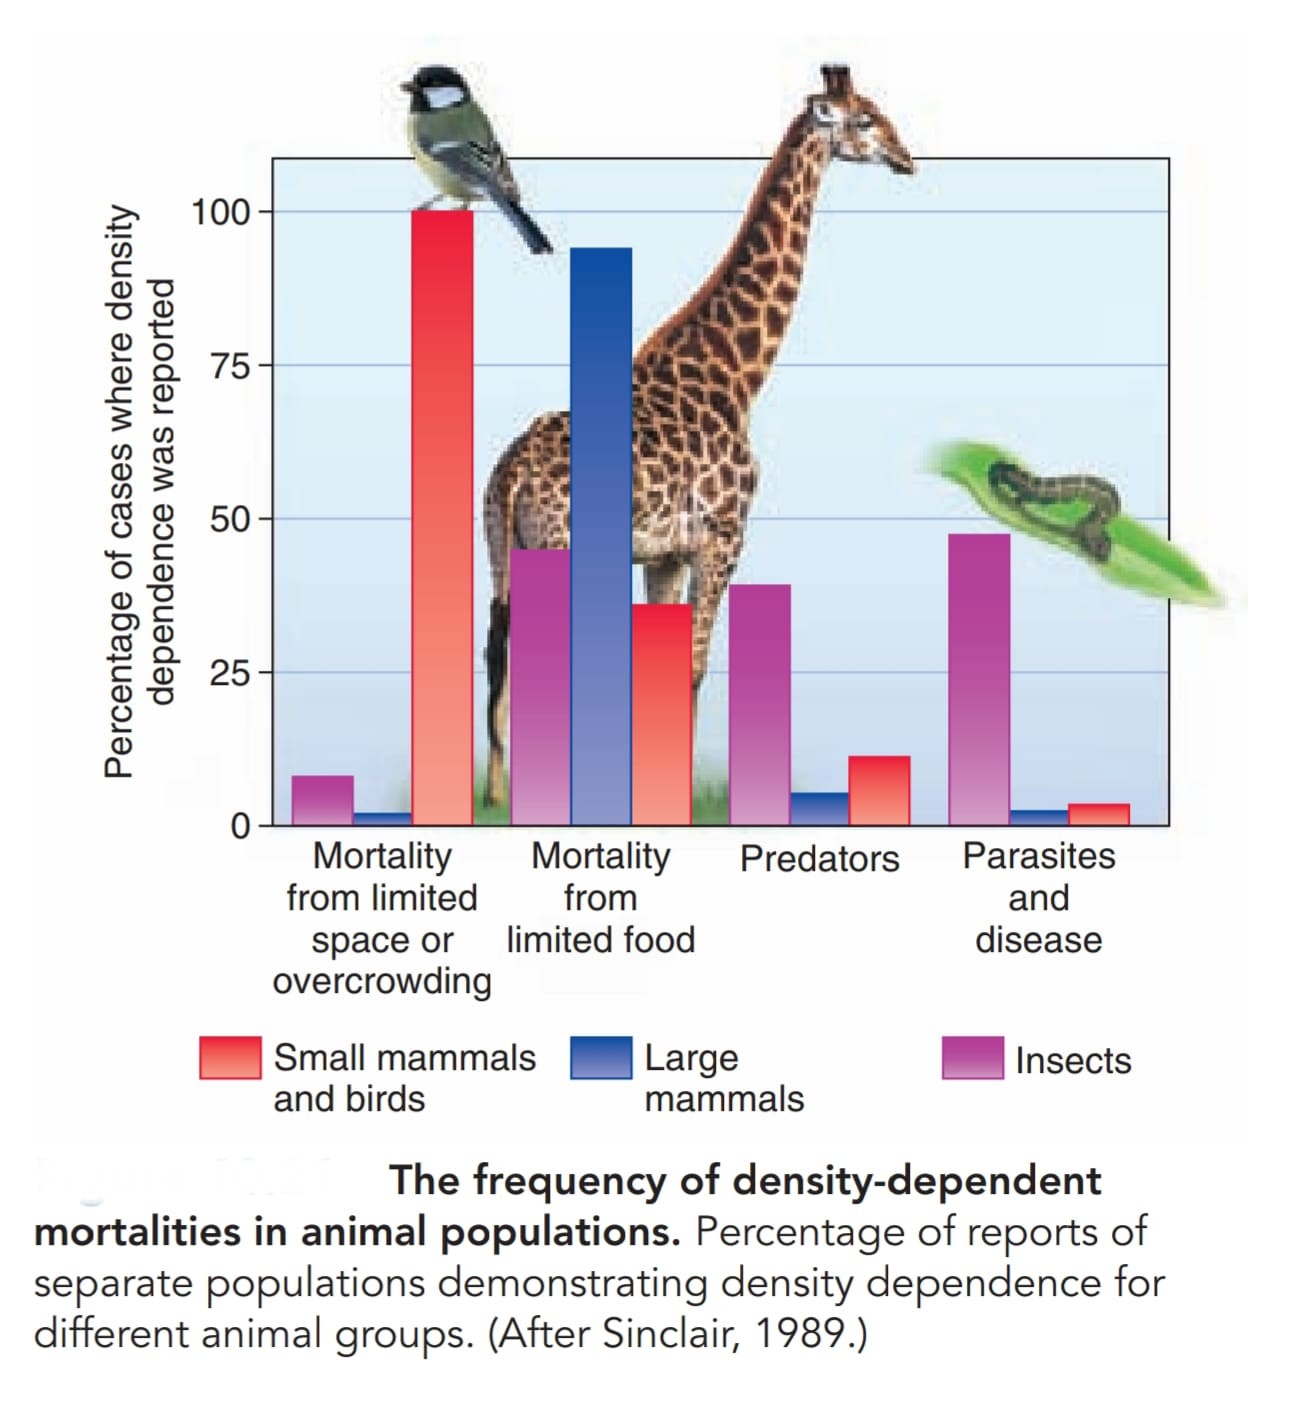 Percentage of cases where density
dependence was reported
100
75
50
25
0
Mortality
from limited
space or
overcrowding
Mortality
from
limited food
Predators
Parasites
and
disease
Small mammals
and birds
Large
mammals
Insects
The frequency of density-dependent
mortalities in animal populations. Percentage of reports of
separate populations demonstrating density dependence for
different animal groups. (After Sinclair, 1989.)